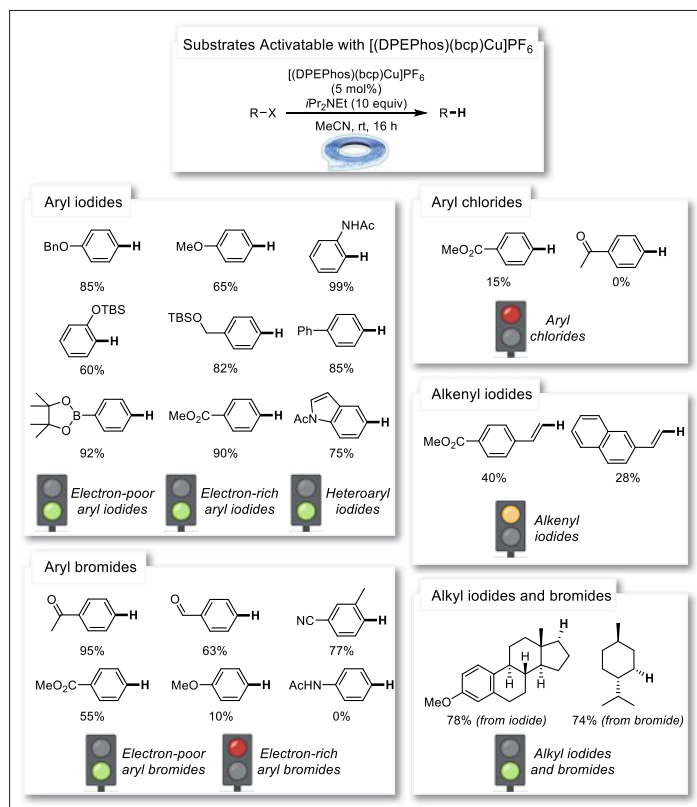 Substrates Activatable with [(DPEPhos)(bcp)Cu]PF6
[(DPEPhos)(bcp)Cu]PF6
(5 mol%)
iPr2NEt (10 equiv)
R–X
R–H
MeCN, rt, 16 h
Aryl iodides
BnO
H
85%
MeO
H
65%
NHAc
H
99%
OTBS
H
60%
TBSO
H
82%
Ph
H
85%
O
B
O
H
92%
MeO2C
H
90%
AcN
H
75%
Electron-poor
aryl iodides
Electron-rich
aryl iodides
Heteroaryl
iodides
Aryl bromides
O
H
95%
O
H
63%
NC
H
77%
MeO2C
H
55%
MeO
H
10%
AcHN
H
0%
Electron-poor
aryl bromides
Electron-rich
aryl bromides
Aryl chlorides
MeO2C
H
15%
O
H
0%
Aryl
chlorides
Alkenyl iodides
MeO2C
H
40%
H
28%
Alkenyl
iodides
Alkyl iodides and bromides
H
H
H
H
MeO
78% (from iodide)
H
74% (from bromide)
Alkyl iodides
and bromides